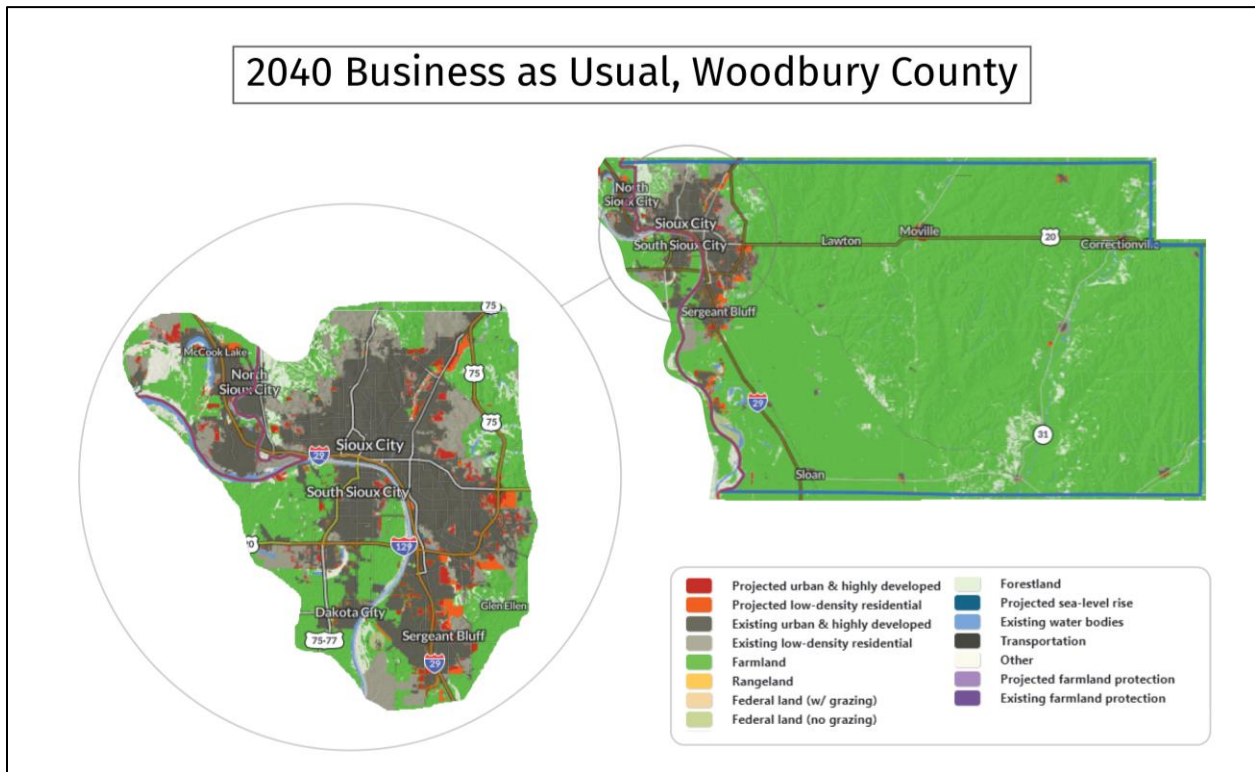 2040 Business as Usual, Woodbury County
North
Sioux City
Sioux City
South Sioux City
Lawton
Moville
20
Correctionville
Sergeant Bluff
29
31
Sloan
75
McCook Lake
North
Sioux City
75
75
Sioux City
29
South Sioux City
129
Dakota City
Glen Ellen
75-77
Sergeant Bluff
29
Projected urban & highly developed
Projected low-density residential
Existing urban & highly developed
Existing low-density residential
Farmland
Rangeland
Federal land (w/ grazing)
Federal land (no grazing)
Forestland
Projected sea-level rise
Existing water bodies
Transportation
Other
Projected farmland protection
Existing farmland protection